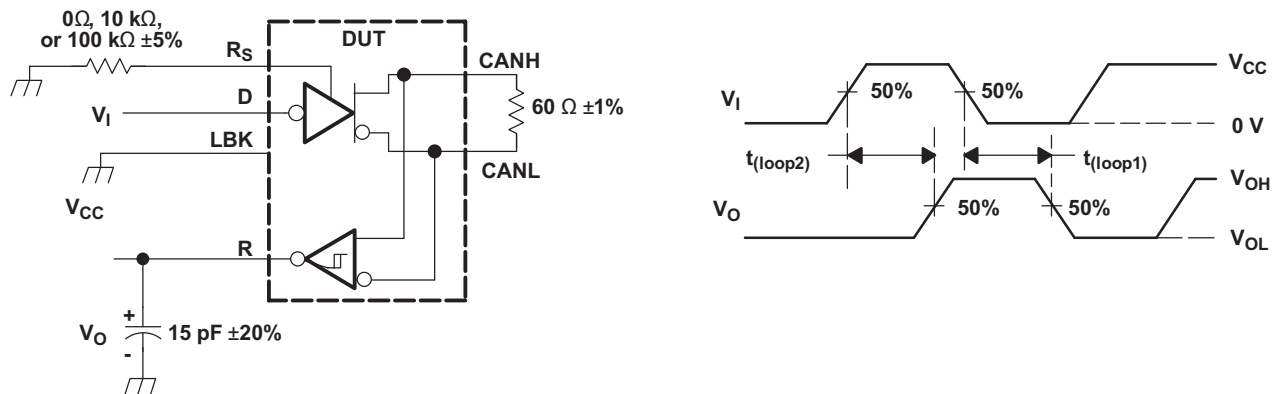 0Ω, 10 kΩ,
or 100 kΩ ±5%
RS
DUT
CANH
D
VI
60 Ω ±1%
LBK
CANL
VCC
R
VO
+
-
15 pF ±20%
VI
50%
50%
VCC
0 V
t(loop2)
t(loop1)
VO
50%
50%
VOH
VOL